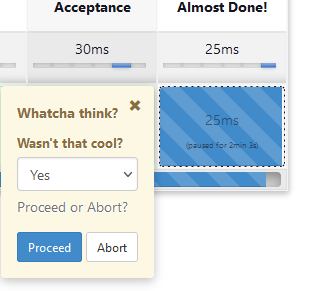 Acceptance
Almost Done!
30ms
25ms
Whatcha think?
Wasn't that cool?
Yes
Proceed or Abort?
Proceed
Abort
25ms
(paused for 2min 3s)